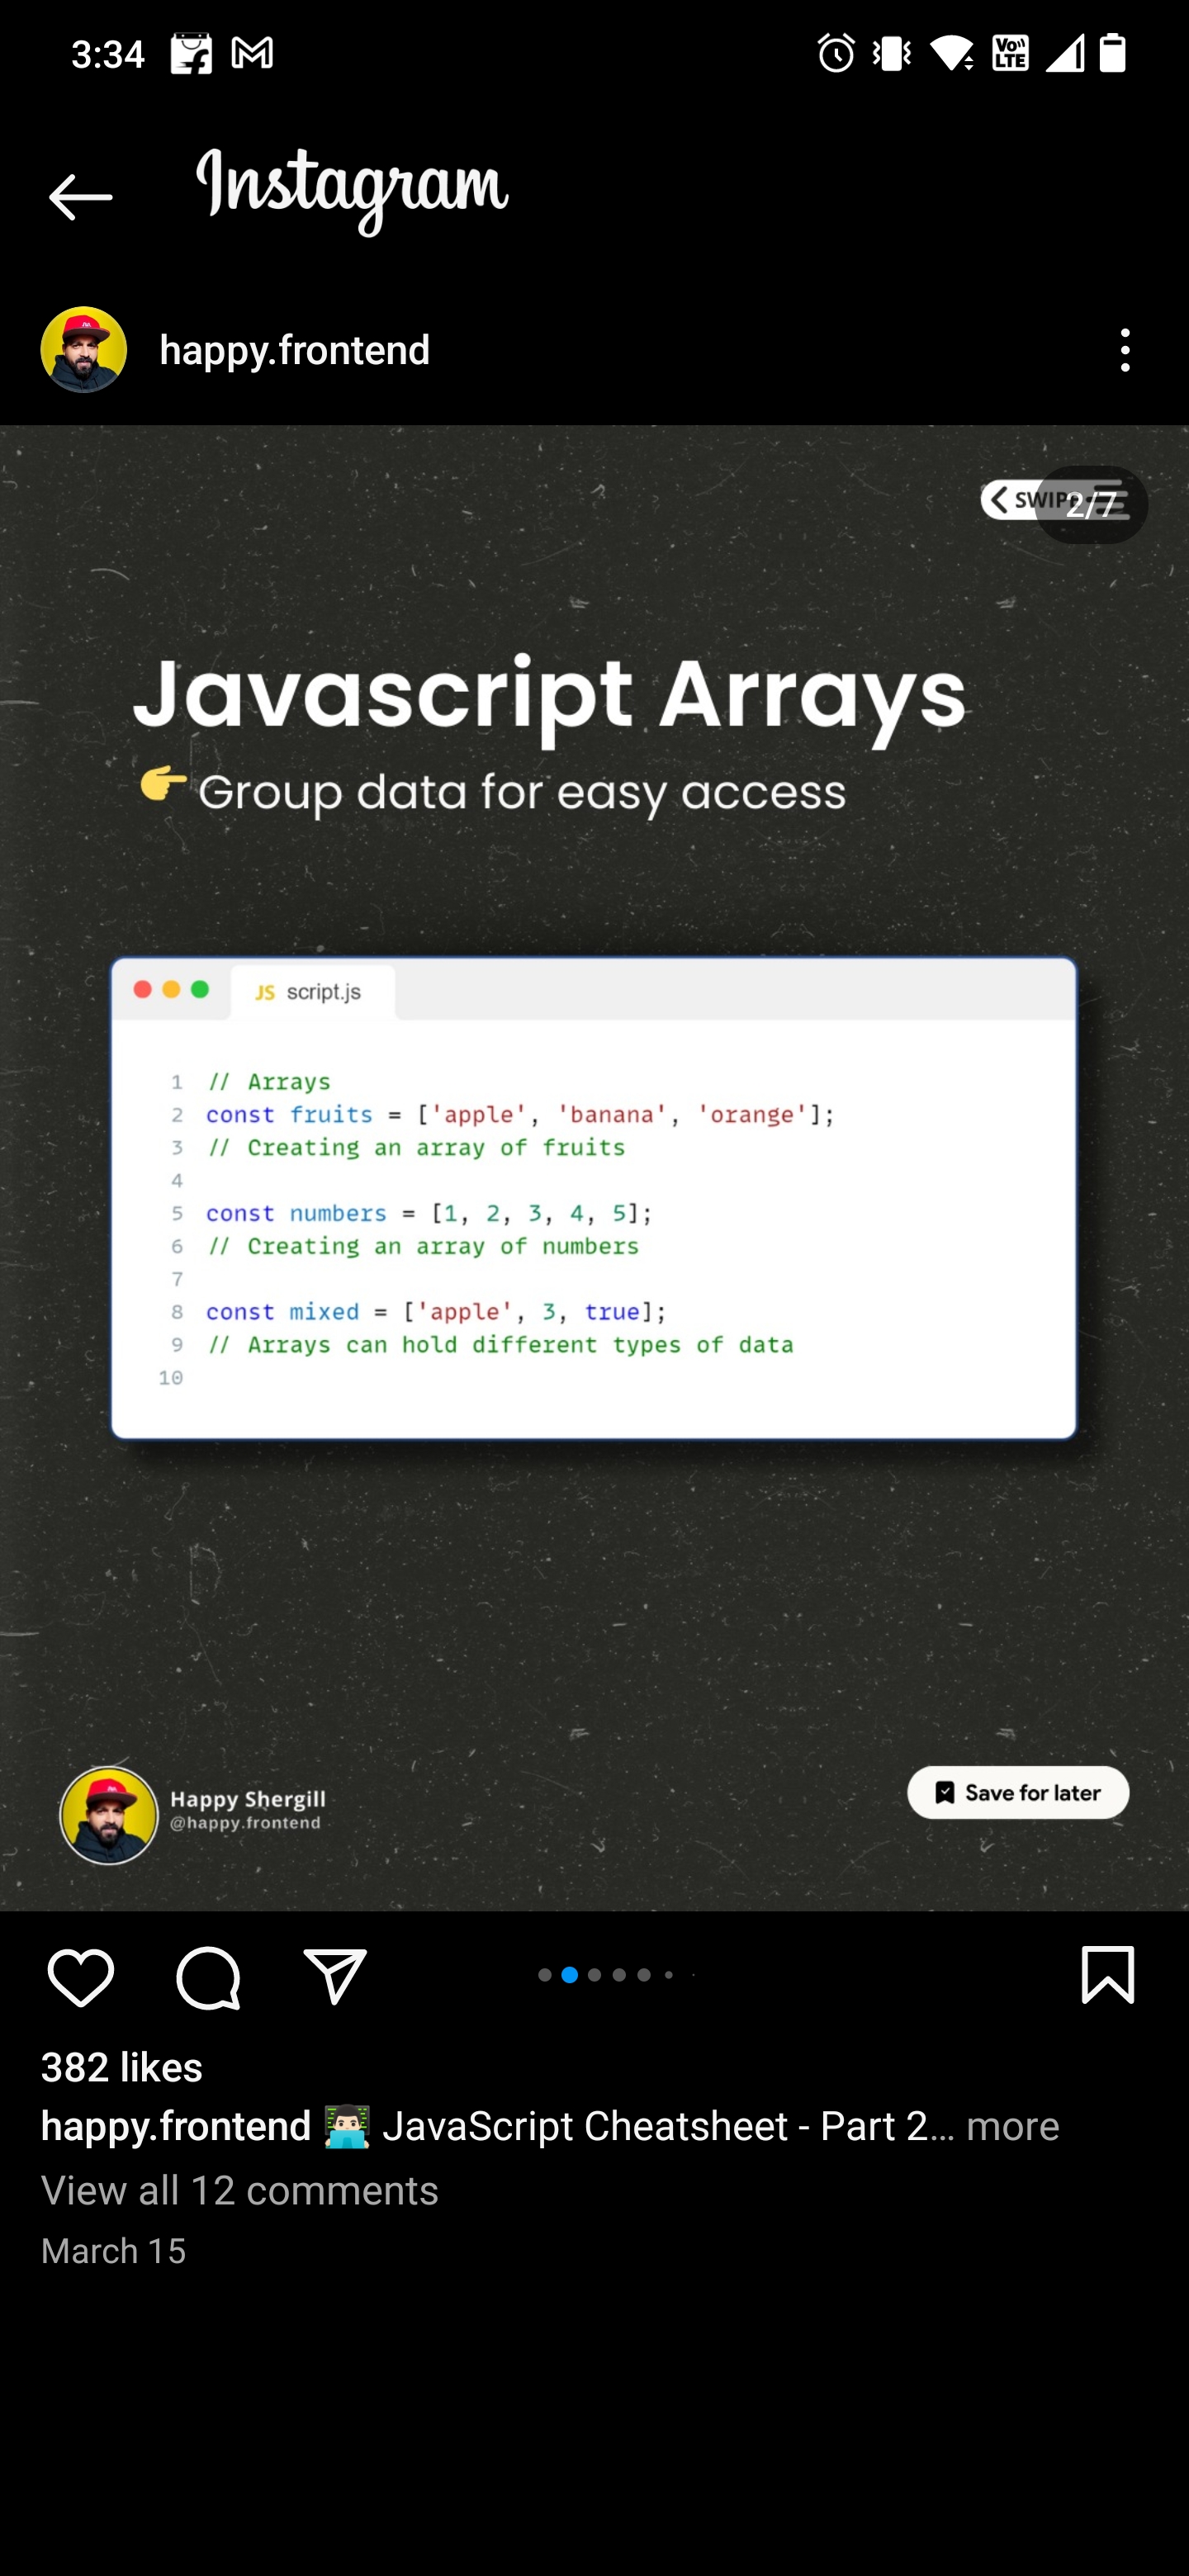 3:34
Vo)) LTE
Instagram
happy.frontend
SWIPE 2/7
Javascript Arrays
👉 Group data for easy access
JS script.js
1 // Arrays
2 const fruits = ['apple', 'banana', 'orange'];
3 // Creating an array of fruits
4
5 const numbers = [1, 2, 3, 4, 5];
6 // Creating an array of numbers
7
8 const mixed = ['apple', 3, true];
9 // Arrays can hold different types of data
10
Happy Shergill
@happy.frontend
Save for later
382 likes
happy.frontend 👨🏻‍💻 JavaScript Cheatsheet - Part 2... more
View all 12 comments
March 15